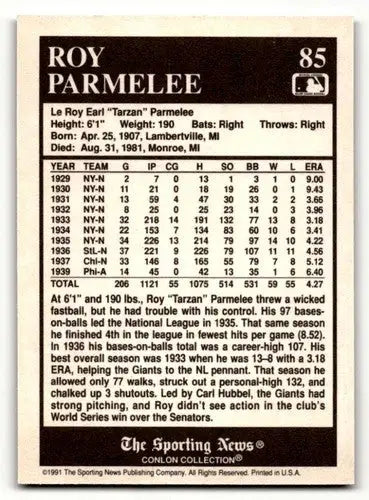 ROY 85
PARMELEE
Le Roy Earl "Tarzan" Parmelee
Height: 6'1" Weight: 190 Bats: Right Throws: Right
Born: Apr. 25, 1907, Lambertville, MI
Died: Aug. 31, 1981, Monroe, MI
YEAR TEAM G IP CG H SO BB W L ERA
1929 NY-N 2 7 0 13 1 3 1 0 9.00
1930 NY-N 11 21 0 18 19 26 0 1 9.43
1931 NY-N 13 59 4 47 30 33 2 2 3.66
1932 NY-N 8 25 0 25 23 14 0 3 3.96
1933 NY-N 32 218 14 191 132 77 13 8 3.18
1934 NY-N 22 153 7 134 83 60 10 6 3.41
1935 NY-N 34 226 13 214 79 97 14 10 4.22
1936 StL-N 37 221 9 226 79 107 11 11 4.56
1937 Chi-N 33 146 8 165 55 79 7 8 5.12
1939 Phi-A 14 45 0 42 13 35 1 6 6.40
TOTAL 206 1121 55 1075 514 531 59 55 4.27
At 6'1" and 190 lbs., Roy "Tarzan" Parmelee threw a wicked
fastball, but he had trouble with his control. His 97 bases-
on-balls led the National League in 1935. That same season
he finished 4th in the league in fewest hits per game (8.52).
In 1936 his bases-on-balls total was a career-high 107. His
best overall season was 1933 when he was 13–8 with a 3.18
ERA, helping the Giants to the NL pennant. That season he
allowed only 77 walks, struck out a personal-high 132, and
chalked up 3 shutouts. Led by Carl Hubbel, the Giants had
strong pitching, and Roy didn't see action in the club's
World Series win over the Senators.
The Sporting News®
CONLON COLLECTION®
©1991 The Sporting News Publishing Company. All Rights Reserved. Printed in U.S.A.